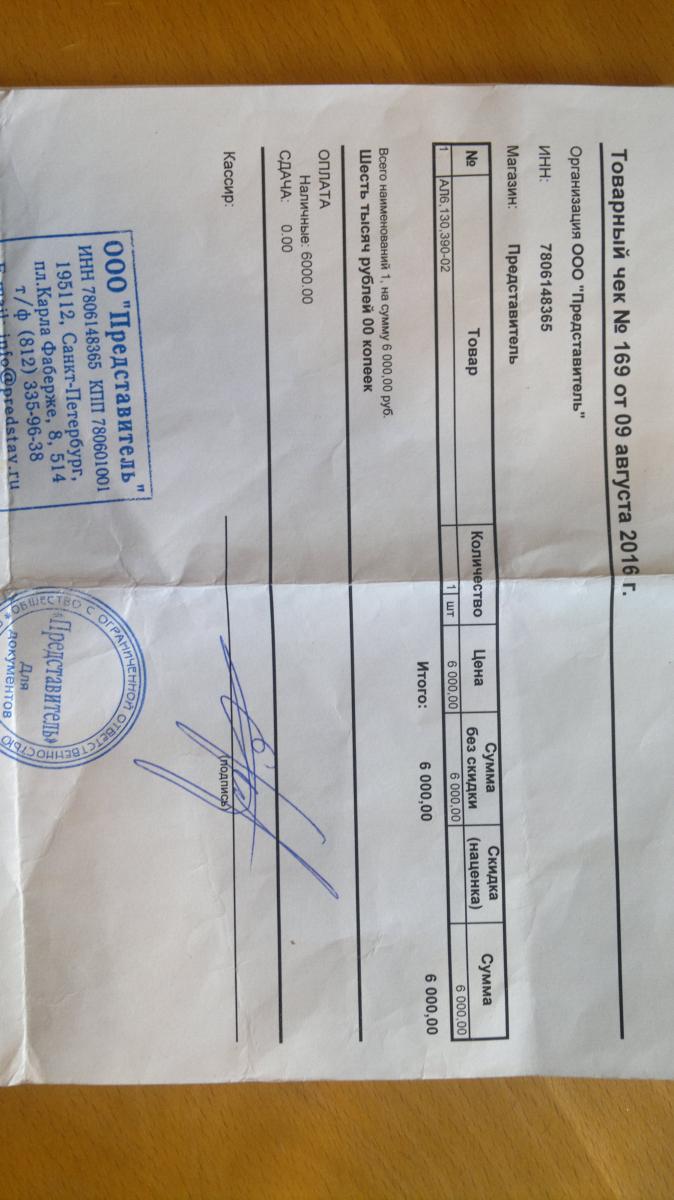 Товарный чек № 169 от 09 августа 2016 г.
Организация ООО "Представитель"
ИНН: 7806148365
Магазин: Представитель
№ Товар Количество Цена Сумма без скидки Скидка (наценка) Сумма
1 АЛ6,130,390-02 1 шт 6 000,00 6 000,00 6 000,00
Итого: 6 000,00 6 000,00
Всего наименований 1, на сумму 6 000,00 руб.
Шесть тысяч рублей 00 копеек
ОПЛАТА
Наличные: 6000.00
СДАЧА: 0.00
Кассир:
(подпись)
ООО "Представитель"
ИНН 7806148365 КПП 780601001
195112, Санкт-Петербург,
пл.Карла Фаберже, 8, 514
т/ф (812) 335-96-38
E-mail info@predstav.ru
ОБЩЕСТВО С ОГРАНИЧЕННОЙ ОТВЕТСТВЕННОСТЬЮ
«Представитель»
Для
документов